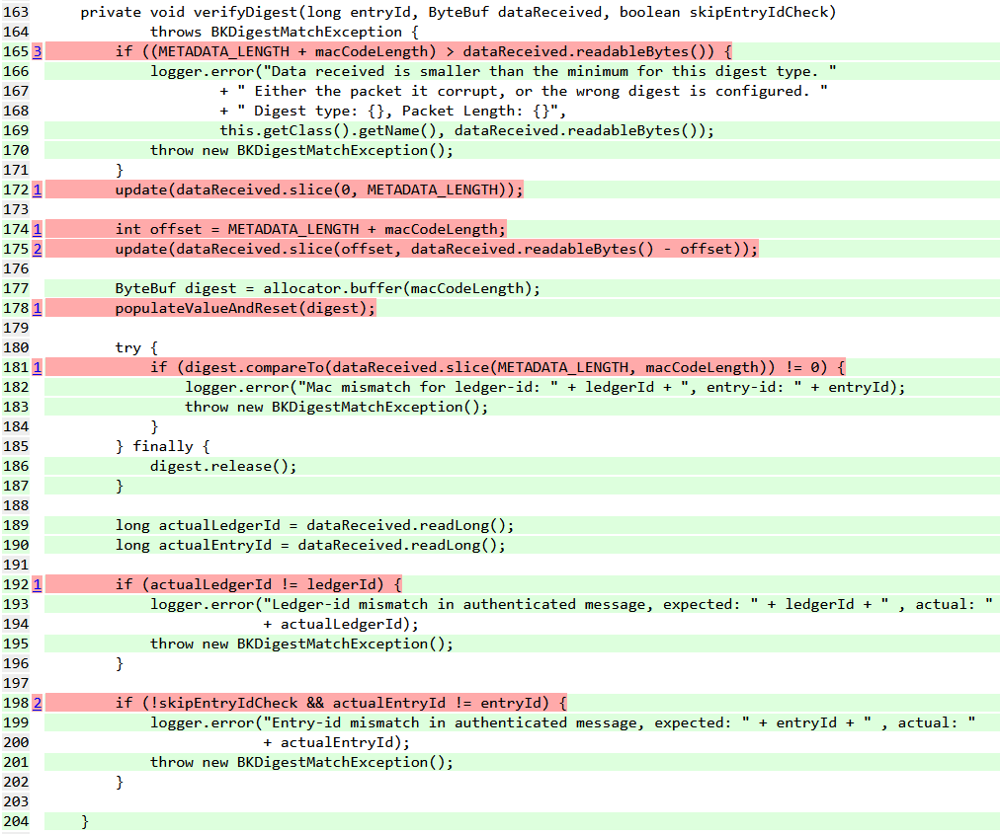 163 private void verifyDigest(long entryId, ByteBuf dataReceived, boolean skipEntryIdCheck)
164 throws BKDigestMatchException {
165 3 if ((METADATA_LENGTH + macCodeLength) > dataReceived.readableBytes()) {
166 logger.error("Data received is smaller than the minimum for this digest type. "
167 + " Either the packet it corrupt, or the wrong digest is configured. "
168 + " Digest type: {}, Packet Length: {}",
169 this.getClass().getName(), dataReceived.readableBytes());
170 throw new BKDigestMatchException();
171 }
172 1 update(dataReceived.slice(0, METADATA_LENGTH));
173
174 1 int offset = METADATA_LENGTH + macCodeLength;
175 2 update(dataReceived.slice(offset, dataReceived.readableBytes() - offset));
176
177 ByteBuf digest = allocator.buffer(macCodeLength);
178 1 populateValueAndReset(digest);
179
180 try {
181 1 if (digest.compareTo(dataReceived.slice(METADATA_LENGTH, macCodeLength)) != 0) {
182 logger.error("Mac mismatch for ledger-id: " + ledgerId + ", entry-id: " + entryId);
183 throw new BKDigestMatchException();
184 }
185 } finally {
186 digest.release();
187 }
188
189 long actualLedgerId = dataReceived.readLong();
190 long actualEntryId = dataReceived.readLong();
191
192 1 if (actualLedgerId != ledgerId) {
193 logger.error("Ledger-id mismatch in authenticated message, expected: " + ledgerId + " , actual: "
194 + actualLedgerId);
195 throw new BKDigestMatchException();
196 }
197
198 2 if (!skipEntryIdCheck && actualEntryId != entryId) {
199 logger.error("Entry-id mismatch in authenticated message, expected: " + entryId + " , actual: "
200 + actualEntryId);
201 throw new BKDigestMatchException();
202 }
203
204 }